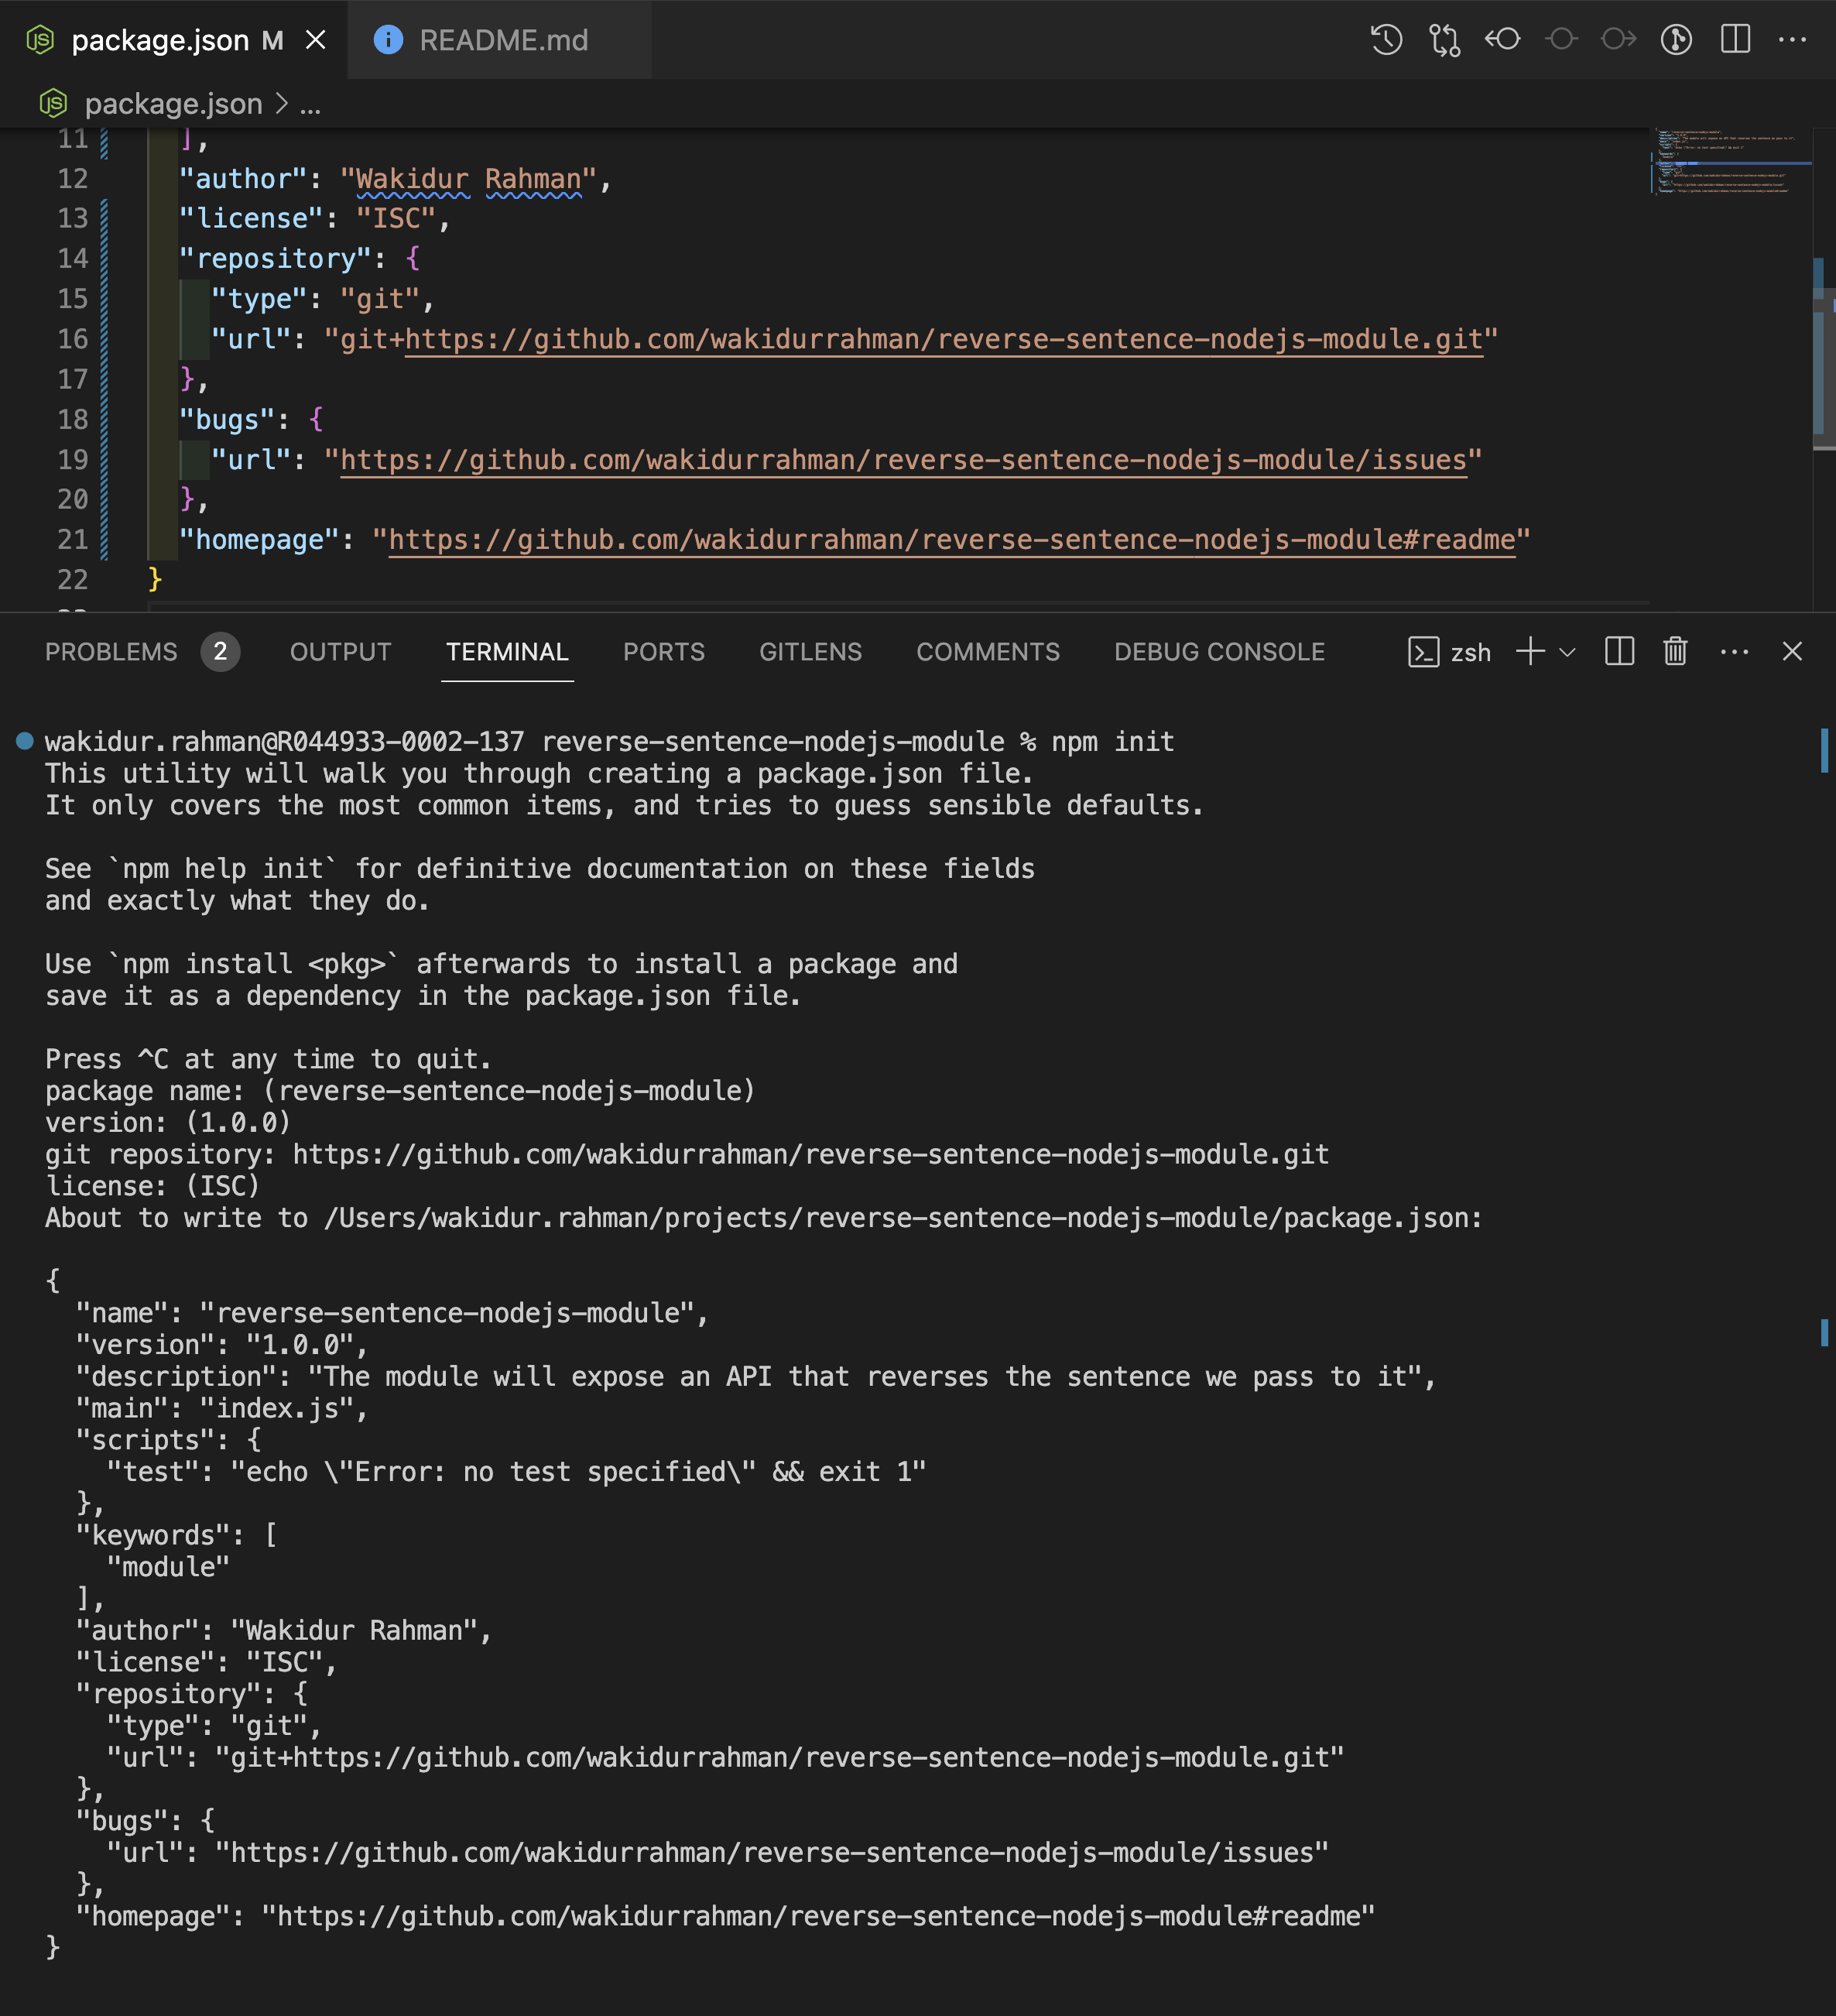 package.json M
README.md
package.json > ...
11 ],
12 "author": "Wakidur Rahman",
13 "license": "ISC",
14 "repository": {
15 "type": "git",
16 "url": "git+https://github.com/wakidurrahman/reverse-sentence-nodejs-module.git"
17 },
18 "bugs": {
19 "url": "https://github.com/wakidurrahman/reverse-sentence-nodejs-module/issues"
20 },
21 "homepage": "https://github.com/wakidurrahman/reverse-sentence-nodejs-module#readme"
22 }
PROBLEMS 2 OUTPUT TERMINAL PORTS GITLENS COMMENTS DEBUG CONSOLE zsh
wakidur.rahman@R044933-0002-137 reverse-sentence-nodejs-module % npm init
This utility will walk you through creating a package.json file.
It only covers the most common items, and tries to guess sensible defaults.
See `npm help init` for definitive documentation on these fields
and exactly what they do.
Use `npm install <pkg>` afterwards to install a package and
save it as a dependency in the package.json file.
Press ^C at any time to quit.
package name: (reverse-sentence-nodejs-module)
version: (1.0.0)
git repository: https://github.com/wakidurrahman/reverse-sentence-nodejs-module.git
license: (ISC)
About to write to /Users/wakidur.rahman/projects/reverse-sentence-nodejs-module/package.json:
{
"name": "reverse-sentence-nodejs-module",
"version": "1.0.0",
"description": "The module will expose an API that reverses the sentence we pass to it",
"main": "index.js",
"scripts": {
"test": "echo \"Error: no test specified\" && exit 1"
},
"keywords": [
"module"
],
"author": "Wakidur Rahman",
"license": "ISC",
"repository": {
"type": "git",
"url": "git+https://github.com/wakidurrahman/reverse-sentence-nodejs-module.git"
},
"bugs": {
"url": "https://github.com/wakidurrahman/reverse-sentence-nodejs-module/issues"
},
"homepage": "https://github.com/wakidurrahman/reverse-sentence-nodejs-module#readme"
}